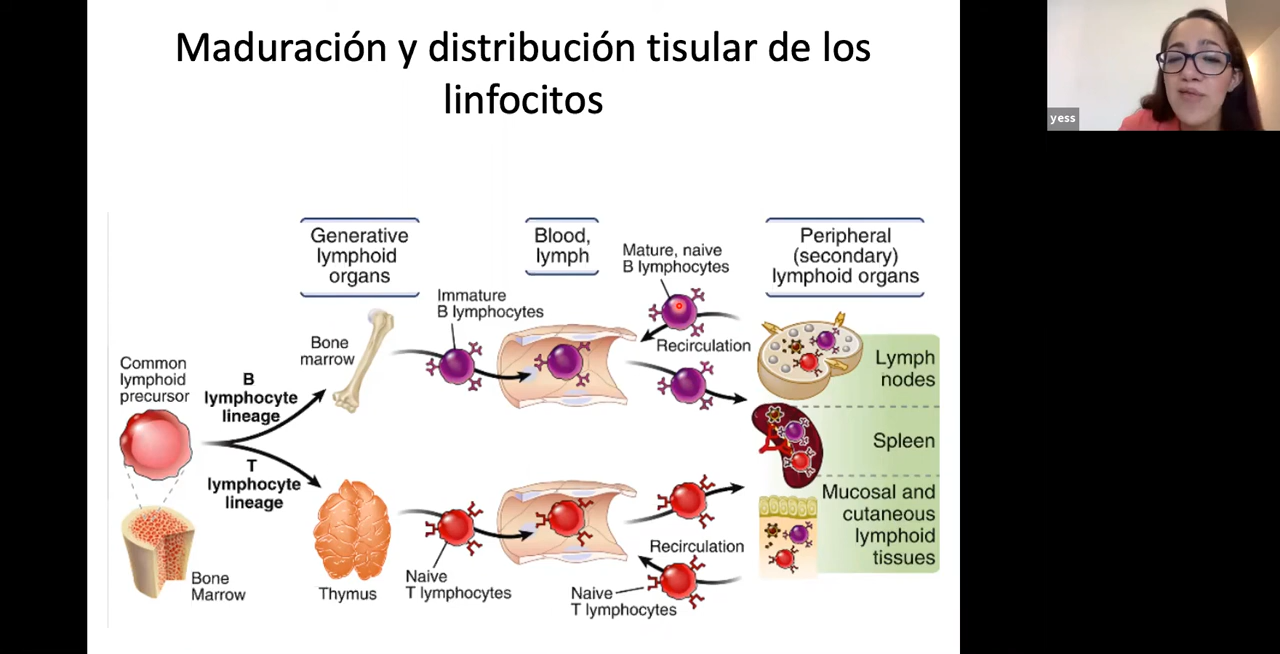 Maduración y distribución tisular de los
linfocitos
yess
Generative
lymphoid
organs
Blood,
lymph
Mature, naive
B lymphocytes
Peripheral
(secondary)
lymphoid organs
Immature
B lymphocytes
Bone
marrow
Recirculation
Common
lymphoid
precursor
B
lymphocyte
lineage
Lymph
nodes
Spleen
T
lymphocyte
lineage
Mucosal and
cutaneous
lymphoid
tissues
Recirculation
Bone
Marrow
Thymus
Naive
T lymphocytes
Naive
T lymphocytes